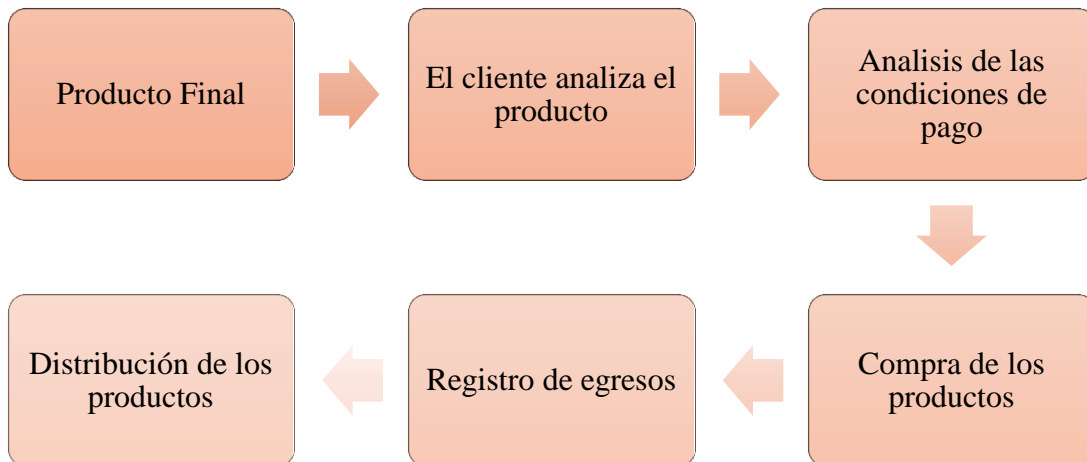 Producto Final
El cliente analiza el
producto
Analisis de las
condiciones de
pago
Compra de los
productos
Registro de egresos
Distribución de los
productos